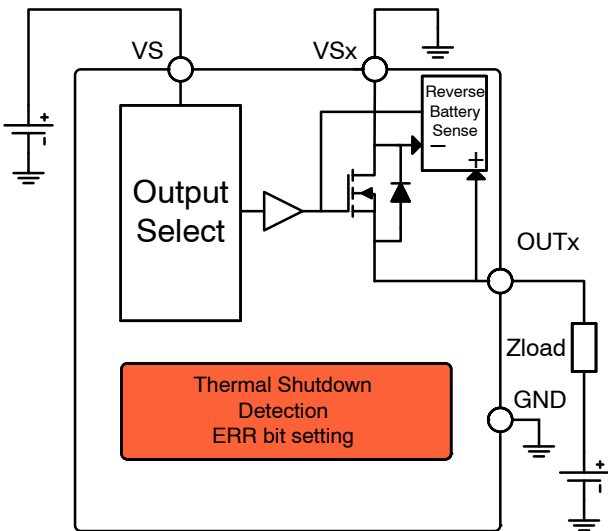 VS
VSx
Reverse
Battery
Sense
−
+
Output
Select
OUTx
Zload
GND
Thermal Shutdown
Detection
ERR bit setting
+
-
+
-